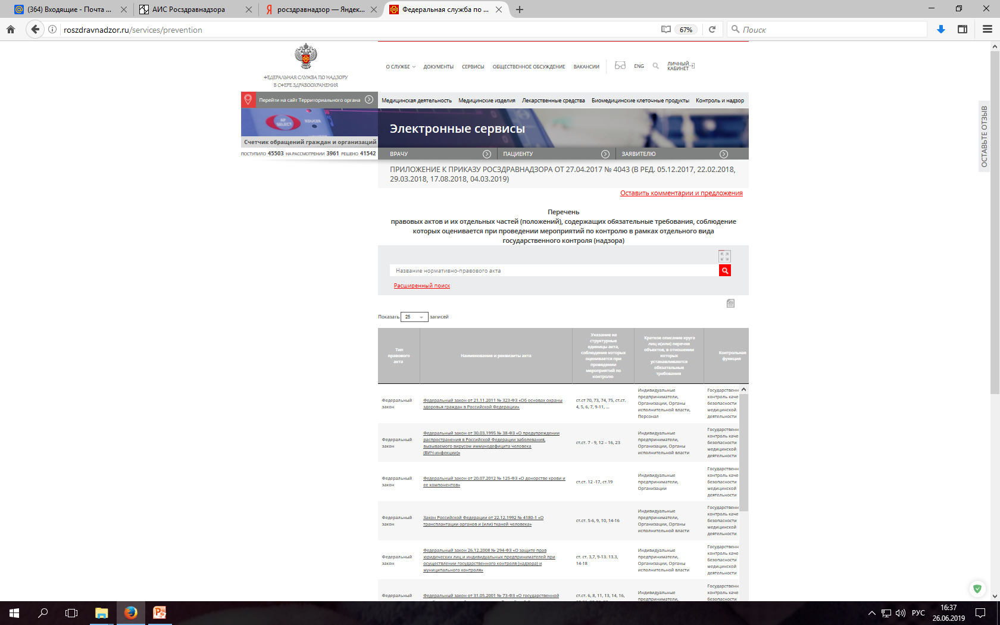 (364) Входящие - Почта ...
АИС Росздравнадзора
росздравнадзор — Яндек...
Федеральная служба по ...
roszdravnadzor.ru/services/prevention
67%
Поиск
ФЕДЕРАЛЬНАЯ СЛУЖБА ПО НАДЗОРУ
В СФЕРЕ ЗДРАВООХРАНЕНИЯ
О СЛУЖБЕ
ДОКУМЕНТЫ
СЕРВИСЫ
ОБЩЕСТВЕННОЕ ОБСУЖДЕНИЕ
ВАКАНСИИ
ENG
ЛИЧНЫЙ
КАБИНЕТ
Перейти на сайт Территориального органа
Медицинская деятельность
Медицинские изделия
Лекарственные средства
Биомедицинские клеточные продукты
Контроль и надзор
AF
SELECT
XDUCER
Электронные сервисы
Счетчик обращений граждан и организаций
ПОСТУПИЛО 45503 НА РАССМОТРЕНИИ 3961 РЕШЕНО 41542
ВРАЧУ
ПАЦИЕНТУ
ЗАЯВИТЕЛЮ
ОСТАВЬТЕ ОТЗЫВ
ПРИЛОЖЕНИЕ К ПРИКАЗУ РОСЗДРАВНАДЗОРА ОТ 27.04.2017 № 4043 (В РЕД. 05.12.2017, 22.02.2018,
29.03.2018, 17.08.2018, 04.03.2019)
Оставить комментарии и предложения
Перечень
правовых актов и их отдельных частей (положений), содержащих обязательные требования, соблюдение
которых оценивается при проведении мероприятий по контролю в рамках отдельного вида
государственного контроля (надзора)
Название нормативно-правового акта
Расширенный поиск
Показать 25 записей
Тип
правового
акта
Наименование и реквизиты акта
Указание на
структурные
единицы акта,
соблюдение которых
оценивается при
проведении
мероприятий по
контролю
Краткое описание круга
лиц и(или) перечня
объектов, в отношении
которых
устанавливаются
обязательные
требования
Контрольная
функция
Федеральный
закон
Федеральный закон от 21.11.2011 № 323-ФЗ «Об основах охраны
здоровья граждан в Российской Федерации»
ст.ст 70, 73, 74, 75, ст.ст.
4, 5, 6, 7, 9-11, ...
Индивидуальные
предприниматели,
Организации, Органы
исполнительной власти,
Персонал
Государственн
контроль каче
безопасности
медицинской
деятельности
Федеральный
закон
Федеральный закон от 30.03.1995 № 38-ФЗ «О предупреждении
распространения в Российской Федерации заболевания,
вызываемого вирусом иммунодефицита человека
(ВИЧ-инфекции)»
ст.ст. 7 - 9, 12 – 16, 23
Индивидуальные
предприниматели,
Организации, Органы
исполнительной власти
Государственн
контроль каче
безопасности
медицинской
деятельности
Федеральный
закон
Федеральный закон от 20.07.2012 № 125-ФЗ «О донорстве крови и
ее компонентов»
ст.ст. 12 -17, ст.19
Индивидуальные
предприниматели,
Организации
Государственн
контроль каче
безопасности
медицинской
деятельности
Федеральный
закон
Закон Российской Федерации от 22.12.1992 № 4180-1 «О
трансплантации органов и (или) тканей человека»
ст.ст. 5-6, 9, 10, 14-16
Индивидуальные
предприниматели,
Организации, Органы
исполнительной власти
Государственн
контроль каче
безопасности
медицинской
деятельности
Федеральный
закон
Федеральный закон 26.12.2008 № 294-ФЗ «О защите прав
юридических лиц и индивидуальных предпринимателей при
осуществлении государственного контроля (надзора) и
муниципального контроля»
ст. ст. 3,7, 9-13. 13.3,
14-18
Индивидуальные
предприниматели,
Организации, Органы
исполнительной власти
Государственн
контроль каче
безопасности
медицинской
деятельности
Федеральный
Федеральный закон от 31.05.2001 № 73-ФЗ «О государственной
ст.ст. 6, 8, 11, 13, 14, 16,
Индивидуальные
предприниматели,
Государственн
контроль каче
безопасности
РУС
16:37
26.06.2019